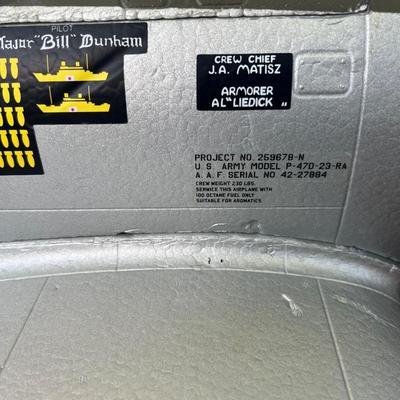 PILOT
Major "Bill" Dunham
CREW CHIEF
J.A. MATISZ
ARMORER
AL "LIEDICK „
PROJECT NO. 25967B-N
U.S. ARMY MODEL P-47D-23-RA
A.A.F. SERIAL NO. 42-27884
CREW WEIGHT 230 LBS.
SERVICE THIS AIRPLANE WITH
100 OCTANE FUEL ONLY
SUITABLE FOR AROMATICS